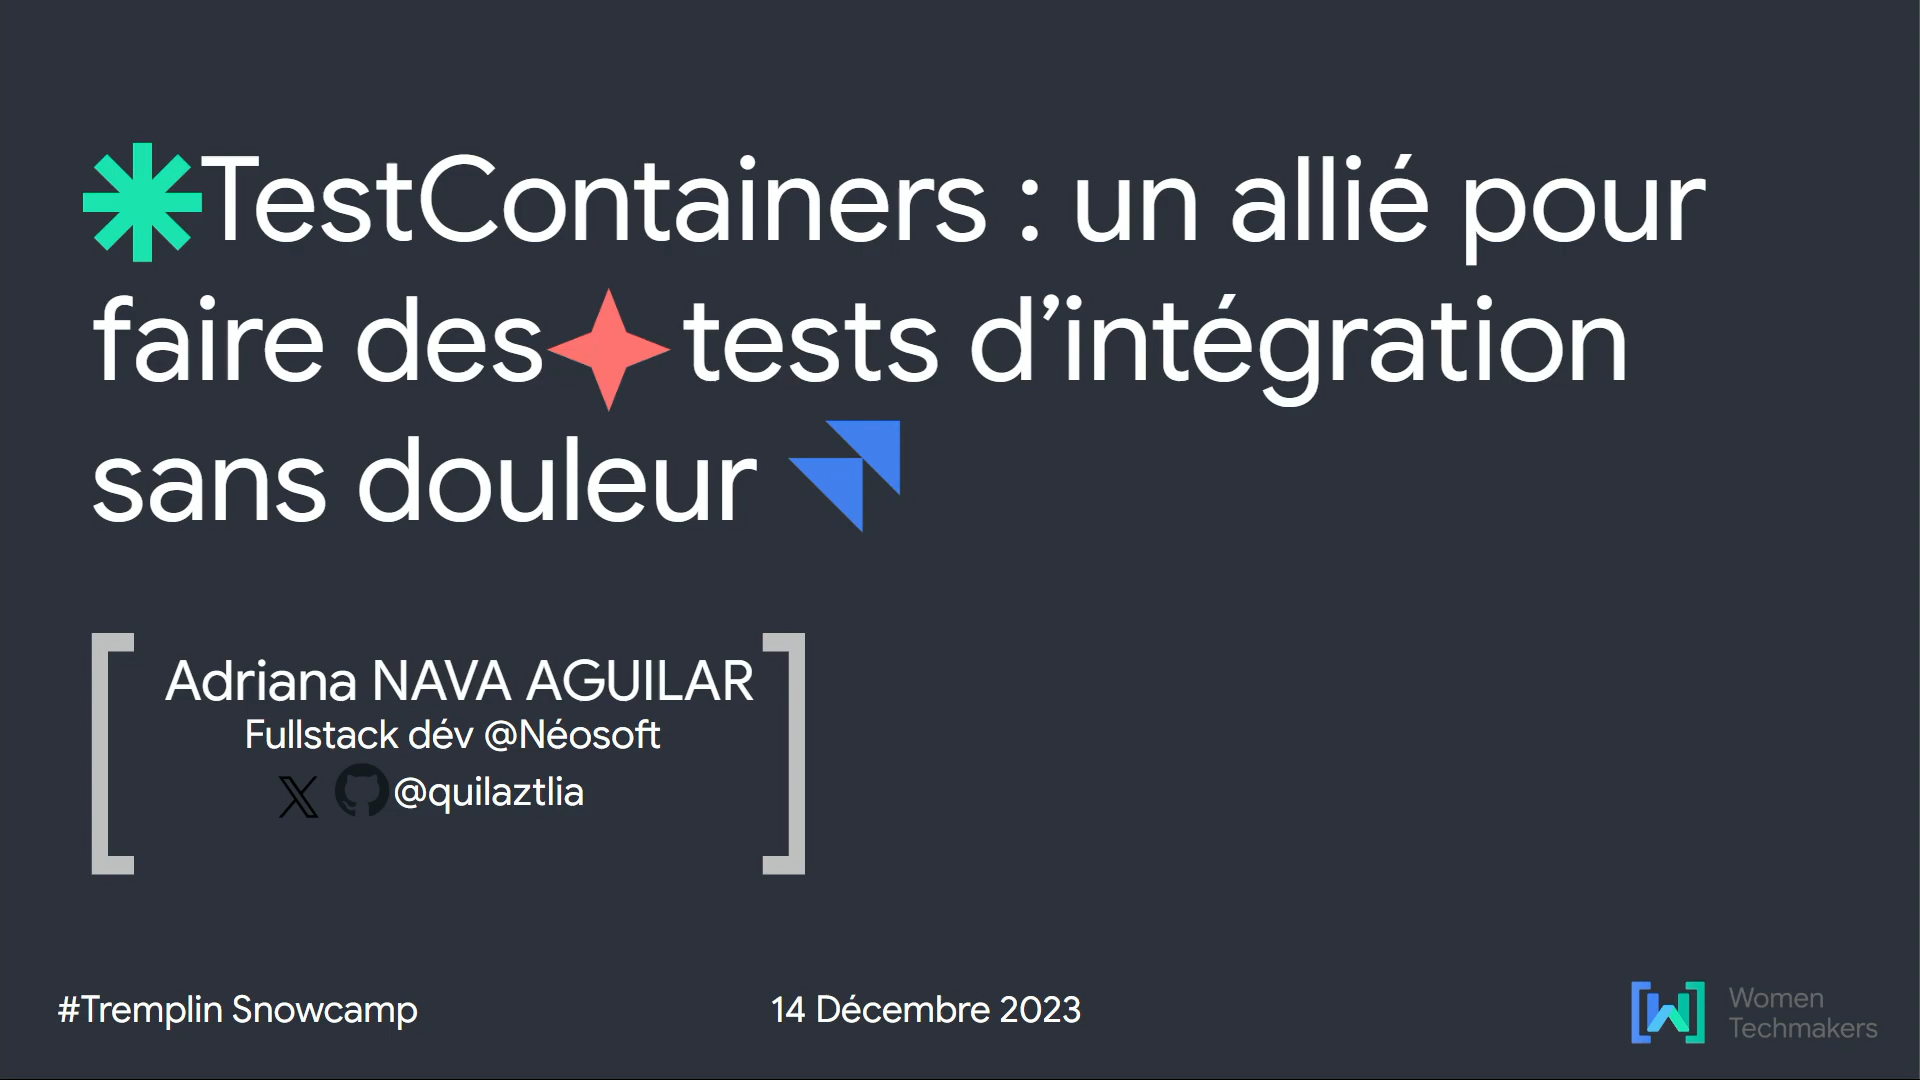 TestContainers : un allié pour
faire des tests d’intégration
sans douleur
Adriana NAVA AGUILAR
Fullstack dév @Néosoft
@quilaztlia
#Tremplin Snowcamp
14 Décembre 2023
Women
Techmakers